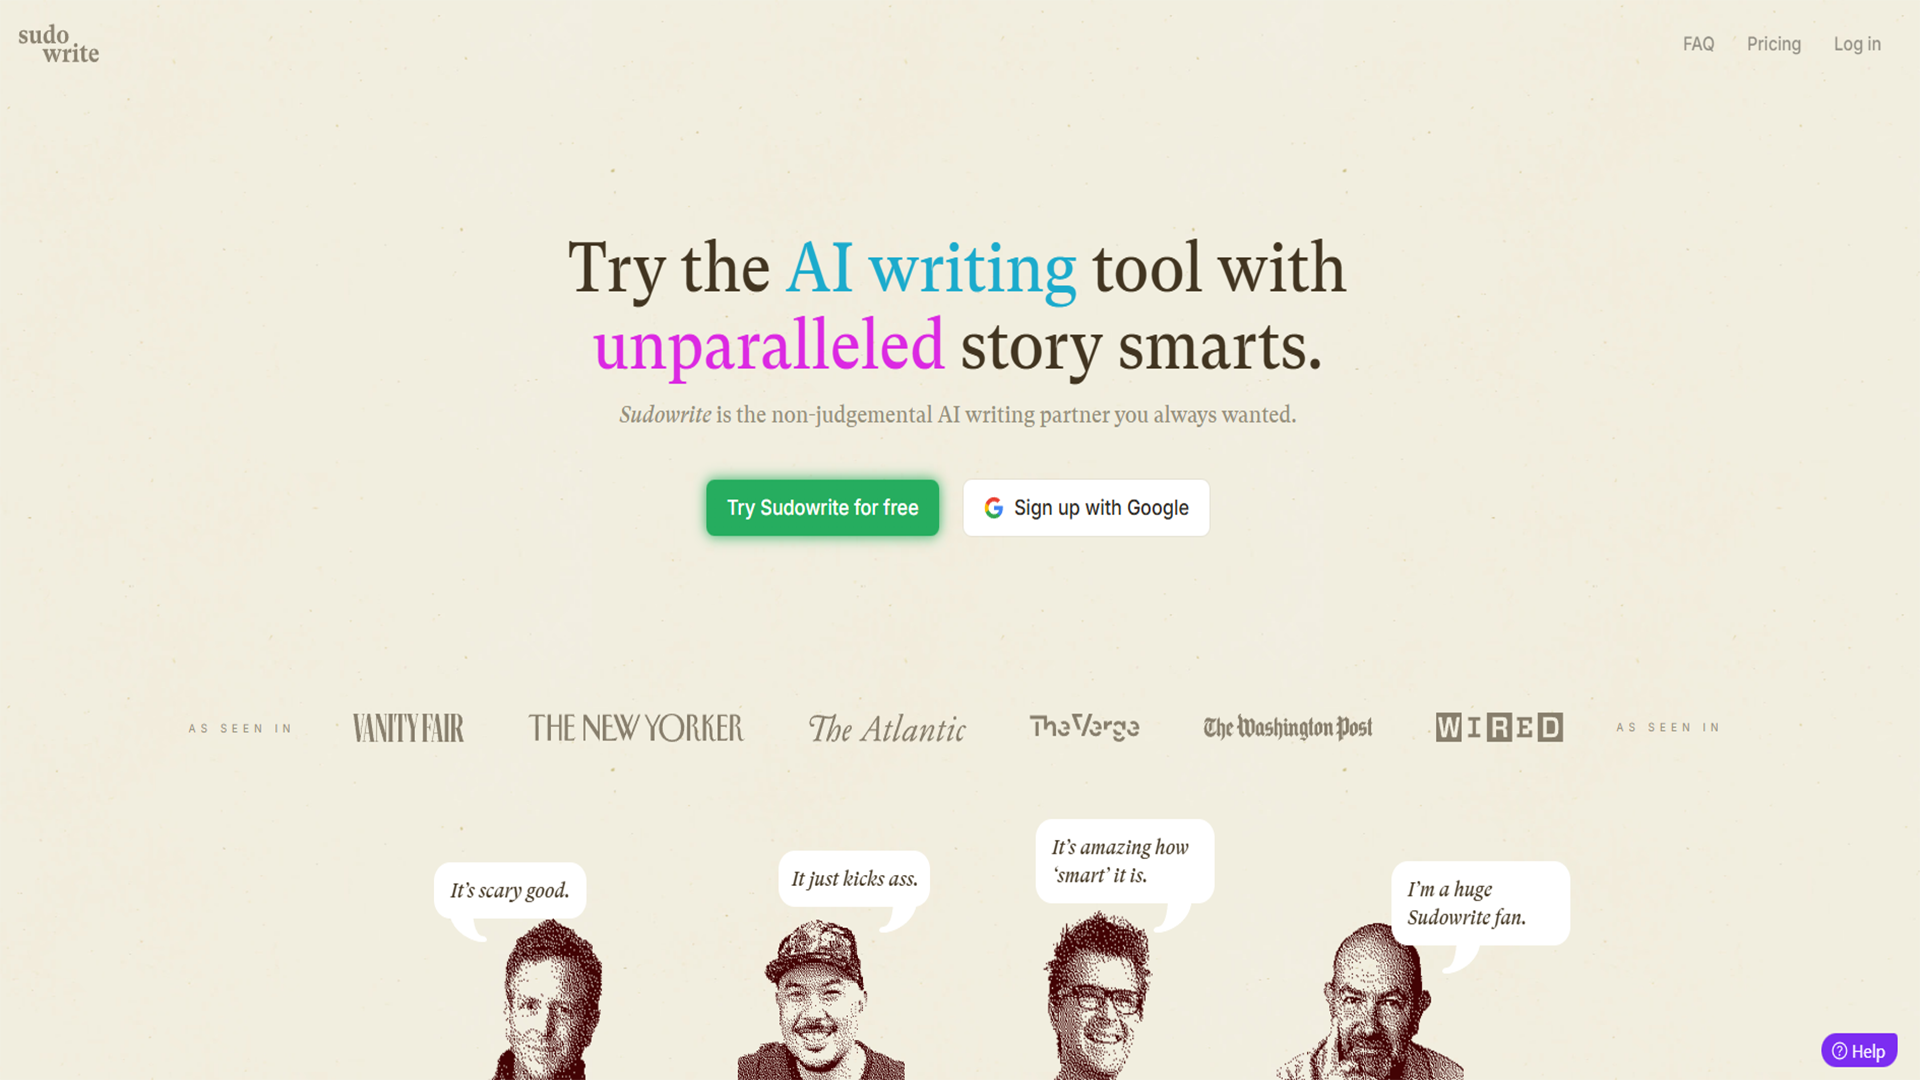 sudo
write
FAQ
Pricing
Log in
Try the AI writing tool with
unparalleled story smarts.
Sudowrite is the non-judgemental AI writing partner you always wanted.
Try Sudowrite for free
Sign up with Google
AS SEEN IN
VANITY FAIR
THE NEW YORKER
The Atlantic
The Verge
The Washington Post
WIRED
AS SEEN IN
It's scary good.
It just kicks ass.
It's amazing how
‘smart’ it is.
I'm a huge
Sudowrite fan.
Help